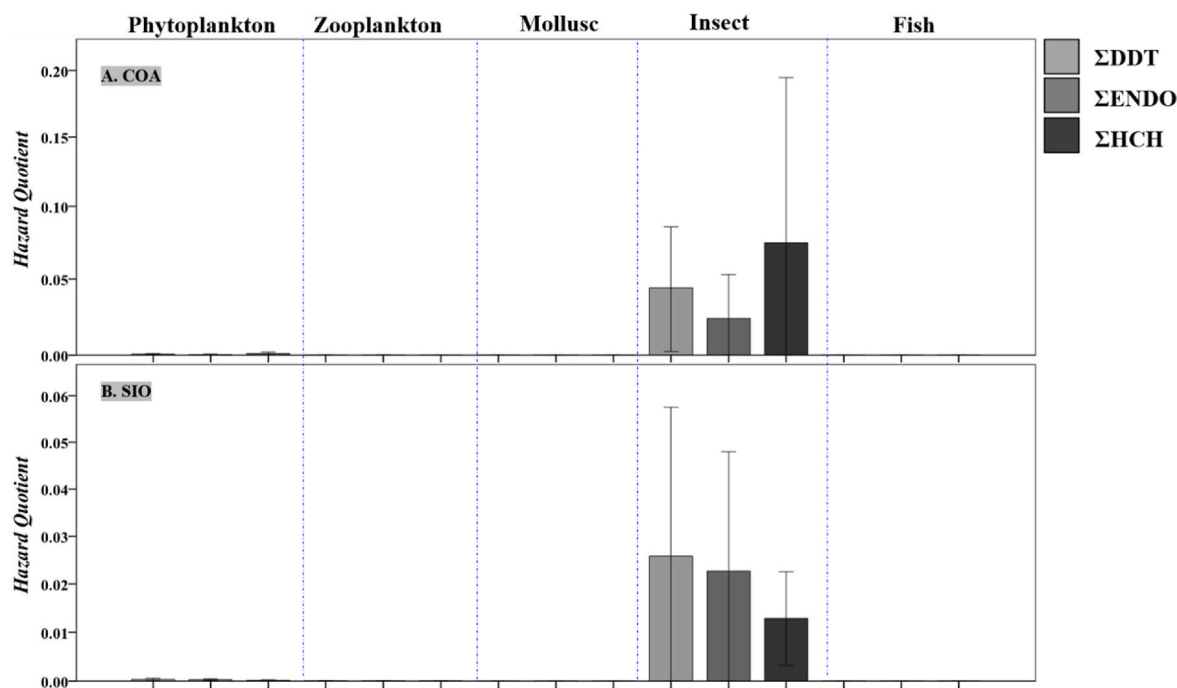 Phytoplankton Zooplankton Mollusc Insect Fish
A. COA
0.20
0.15
0.10
0.05
0.00
Hazard Quotient
ΣDDT
ΣENDO
ΣHCH
B. SIO
0.06
0.05
0.04
0.03
0.02
0.01
0.00
Hazard Quotient